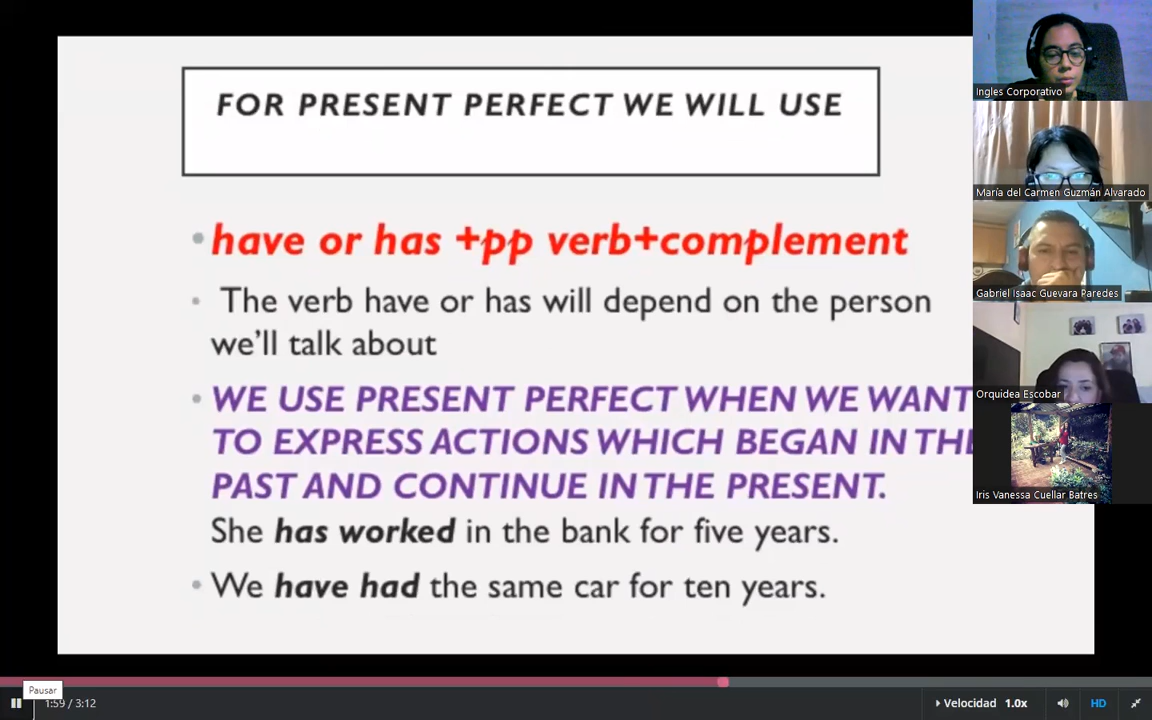 FOR PRESENT PERFECT WE WILL USE
have or has +pp verb+complement
The verb have or has will depend on the person
we'll talk about
WE USE PRESENT PERFECT WHEN WE WANT
TO EXPRESS ACTIONS WHICH BEGAN IN THE
PAST AND CONTINUE IN THE PRESENT.
She has worked in the bank for five years.
We have had the same car for ten years.
Ingles Corporativo
María del Carmen Guzmán Alvarado
Gabriel Isaac Guevara Paredes
Orquidea Escobar
Iris Vanessa Cuellar Batres
Pausar
1:59 / 3:12
Velocidad 1.0x
HD